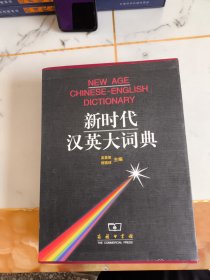 NEW AGE
CHINESE-ENGLISH
DICTIONARY
新时代
汉英大词典
主编
商务印书馆
THE COMMERCIAL PRESS